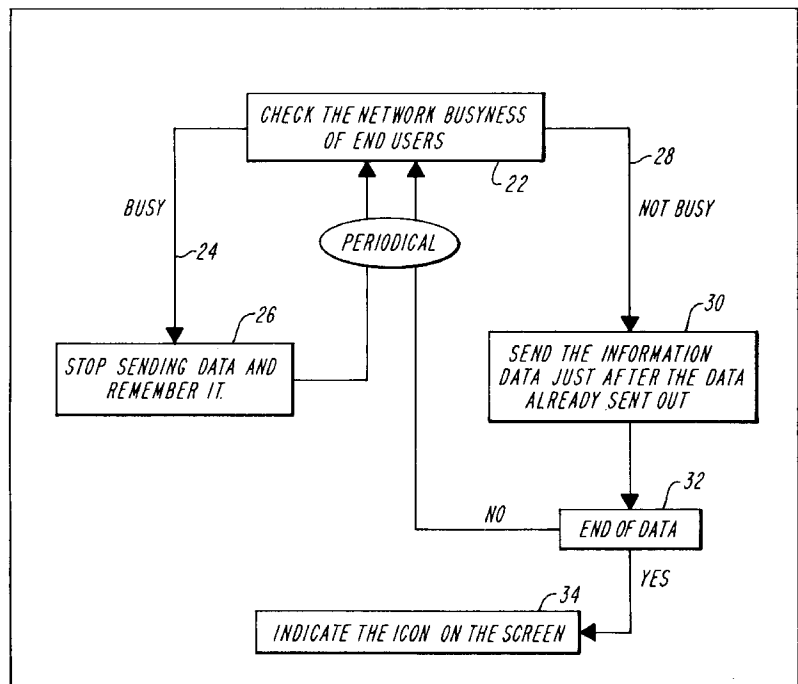 CHECK THE NETWORK BUSYNESS
OF END USERS
22
28
BUSY
NOT BUSY
24
PERIODICAL
26
STOP SENDING DATA AND
REMEMBER IT.
30
SEND THE INFORMATION
DATA JUST AFTER THE DATA
ALREADY SENT OUT
32
NO
END OF DATA
YES
34
INDICATE THE ICON ON THE SCREEN